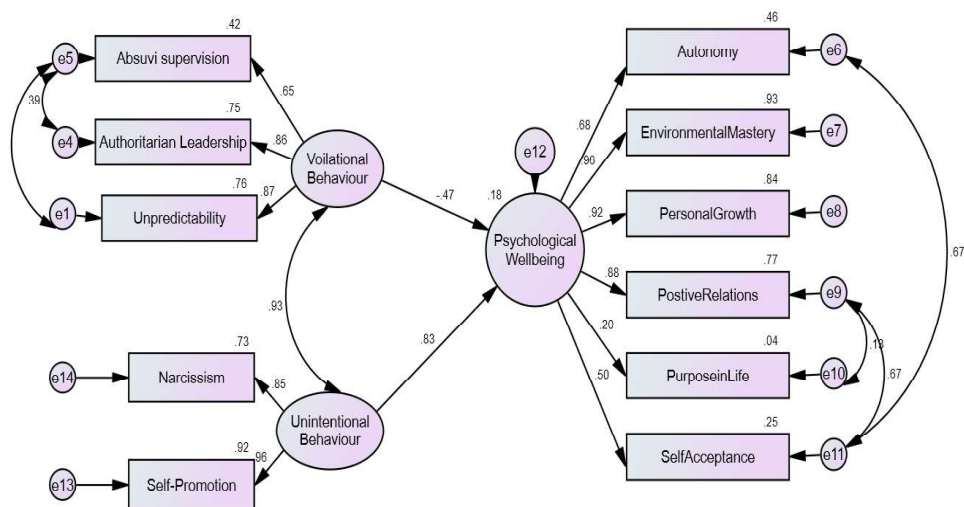 .42
e5
Absuvi supervision
.39
.65
.75
e4
Authoritarian Leadership
.86
Voilational
Behaviour
.76
.87
e1
Unpredictability
.93
.73
e14
Narcissism
.85
Unintentional
Behaviour
.92
.96
e13
Self-Promotion
-.47
.83
e12
.18
Psychological
Wellbeing
.68
.96
.92
.88
.20
.50
.46
Autonomy
e6
.93
EnvironmentalMastery
e7
.84
PersonalGrowth
e8
.77
PostiveRelations
e9
.04
PurposeinLife
e10
.25
SelfAcceptance
e11
.67
.67